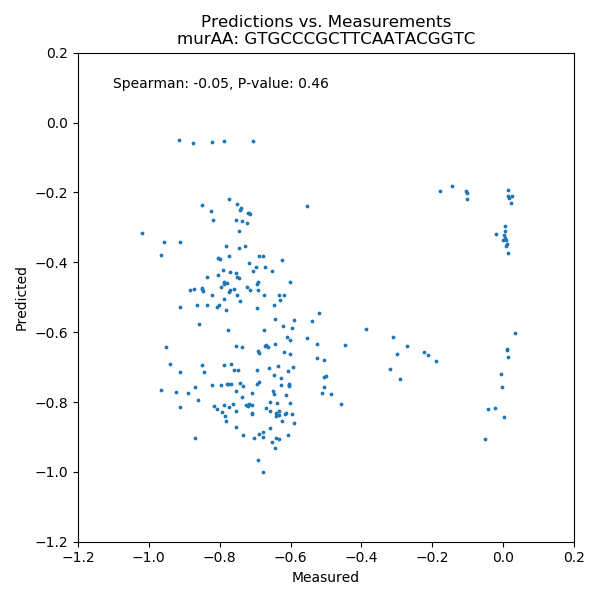 Predictions vs. Measurements
murAA: GTGCCCGCTTCAATACGGTC
Spearman: -0.05, P-value: 0.46
0.2
0.0
−0.2
−0.4
−0.6
−0.8
−1.0
−1.2
Predicted
−1.2 −1.0 −0.8 −0.6 −0.4 −0.2 0.0 0.2
Measured